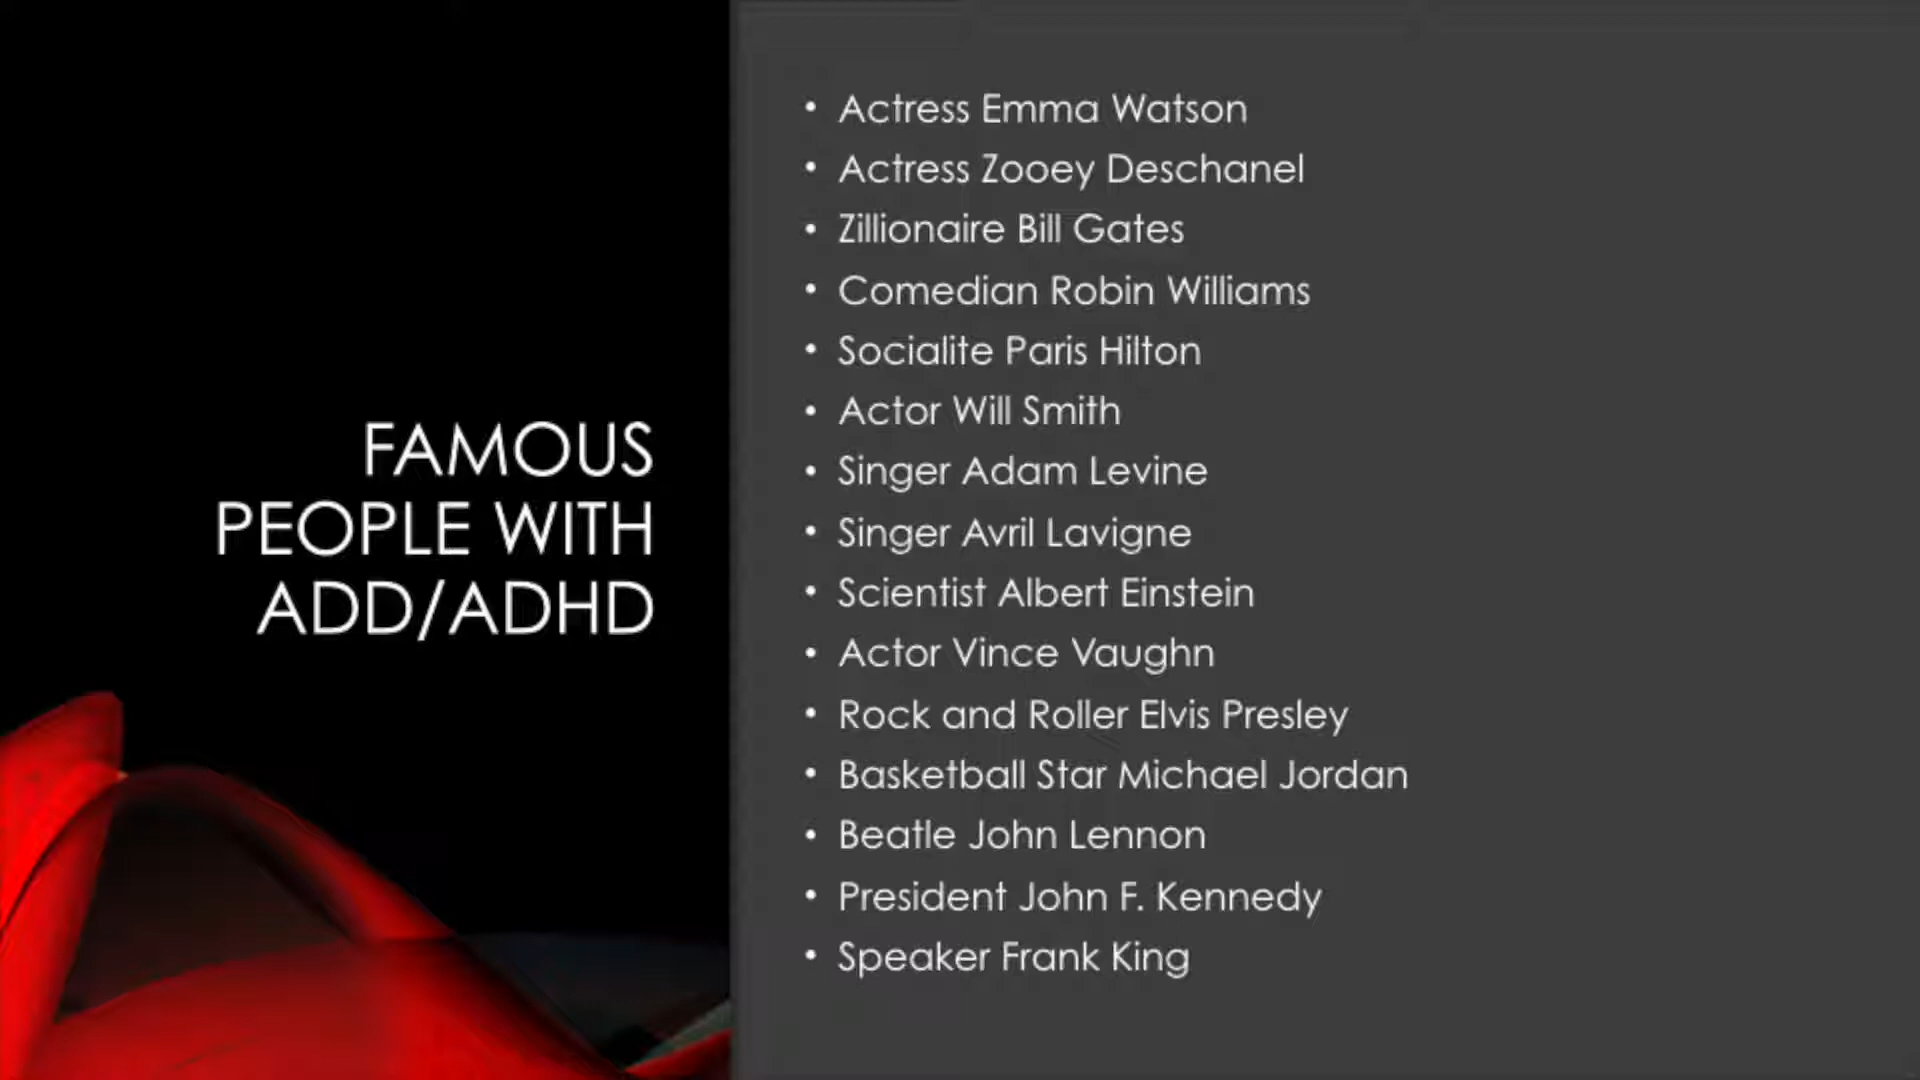 FAMOUS
PEOPLE WITH
ADD/ADHD
• Actress Emma Watson
• Actress Zooey Deschanel
• Zillionaire Bill Gates
• Comedian Robin Williams
• Socialite Paris Hilton
• Actor Will Smith
• Singer Adam Levine
• Singer Avril Lavigne
• Scientist Albert Einstein
• Actor Vince Vaughn
• Rock and Roller Elvis Presley
• Basketball Star Michael Jordan
• Beatle John Lennon
• President John F. Kennedy
• Speaker Frank King